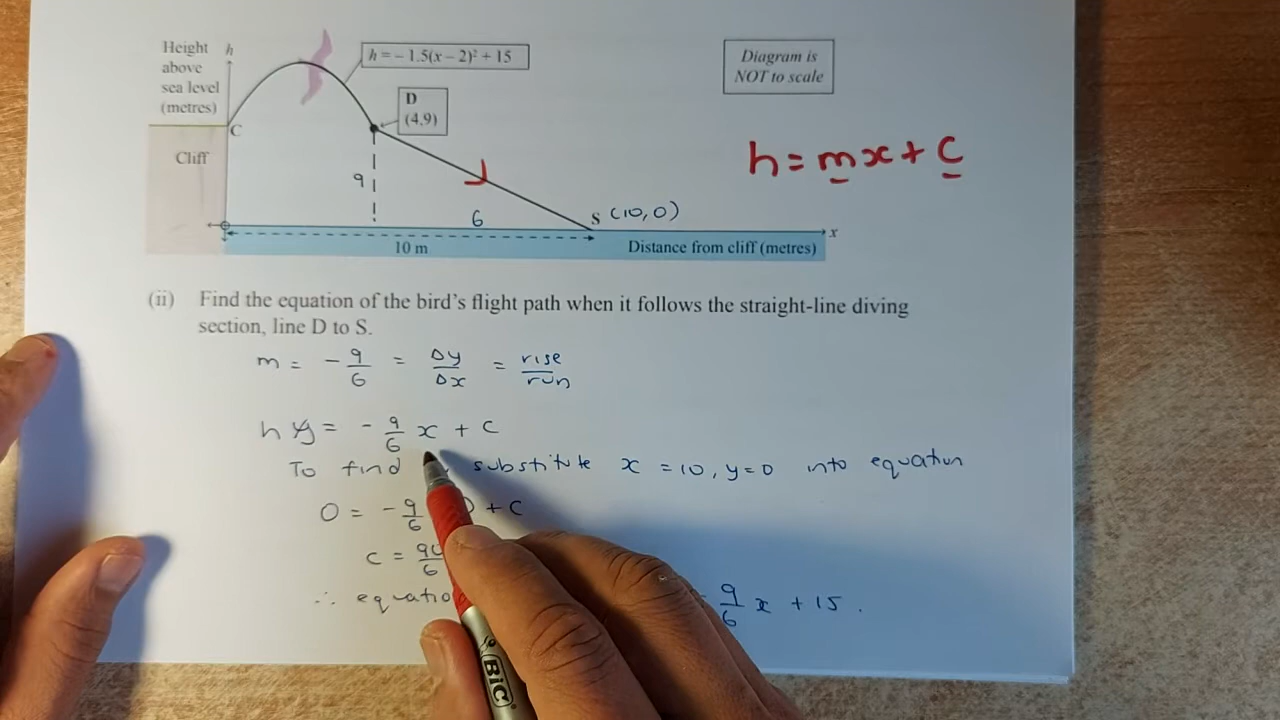 Height h
above
sea level
(metres)
h = – 1.5(x – 2)² + 15
Diagram is
NOT to scale
D
(4,9)
C
Cliff
h = mx + c
9
6
S (10,0)
x
10 m
Distance from cliff (metres)
(ii) Find the equation of the bird's flight path when it follows the straight-line diving
section, line D to S.
m = - 9/6 = Δy/Δx = rise/run
h y = - 9/6 x + c
To find substitute x = 10, y = 0 into equation
0 = - 9/6 + c
c =
∴ 9/6 x + 15.
BIC